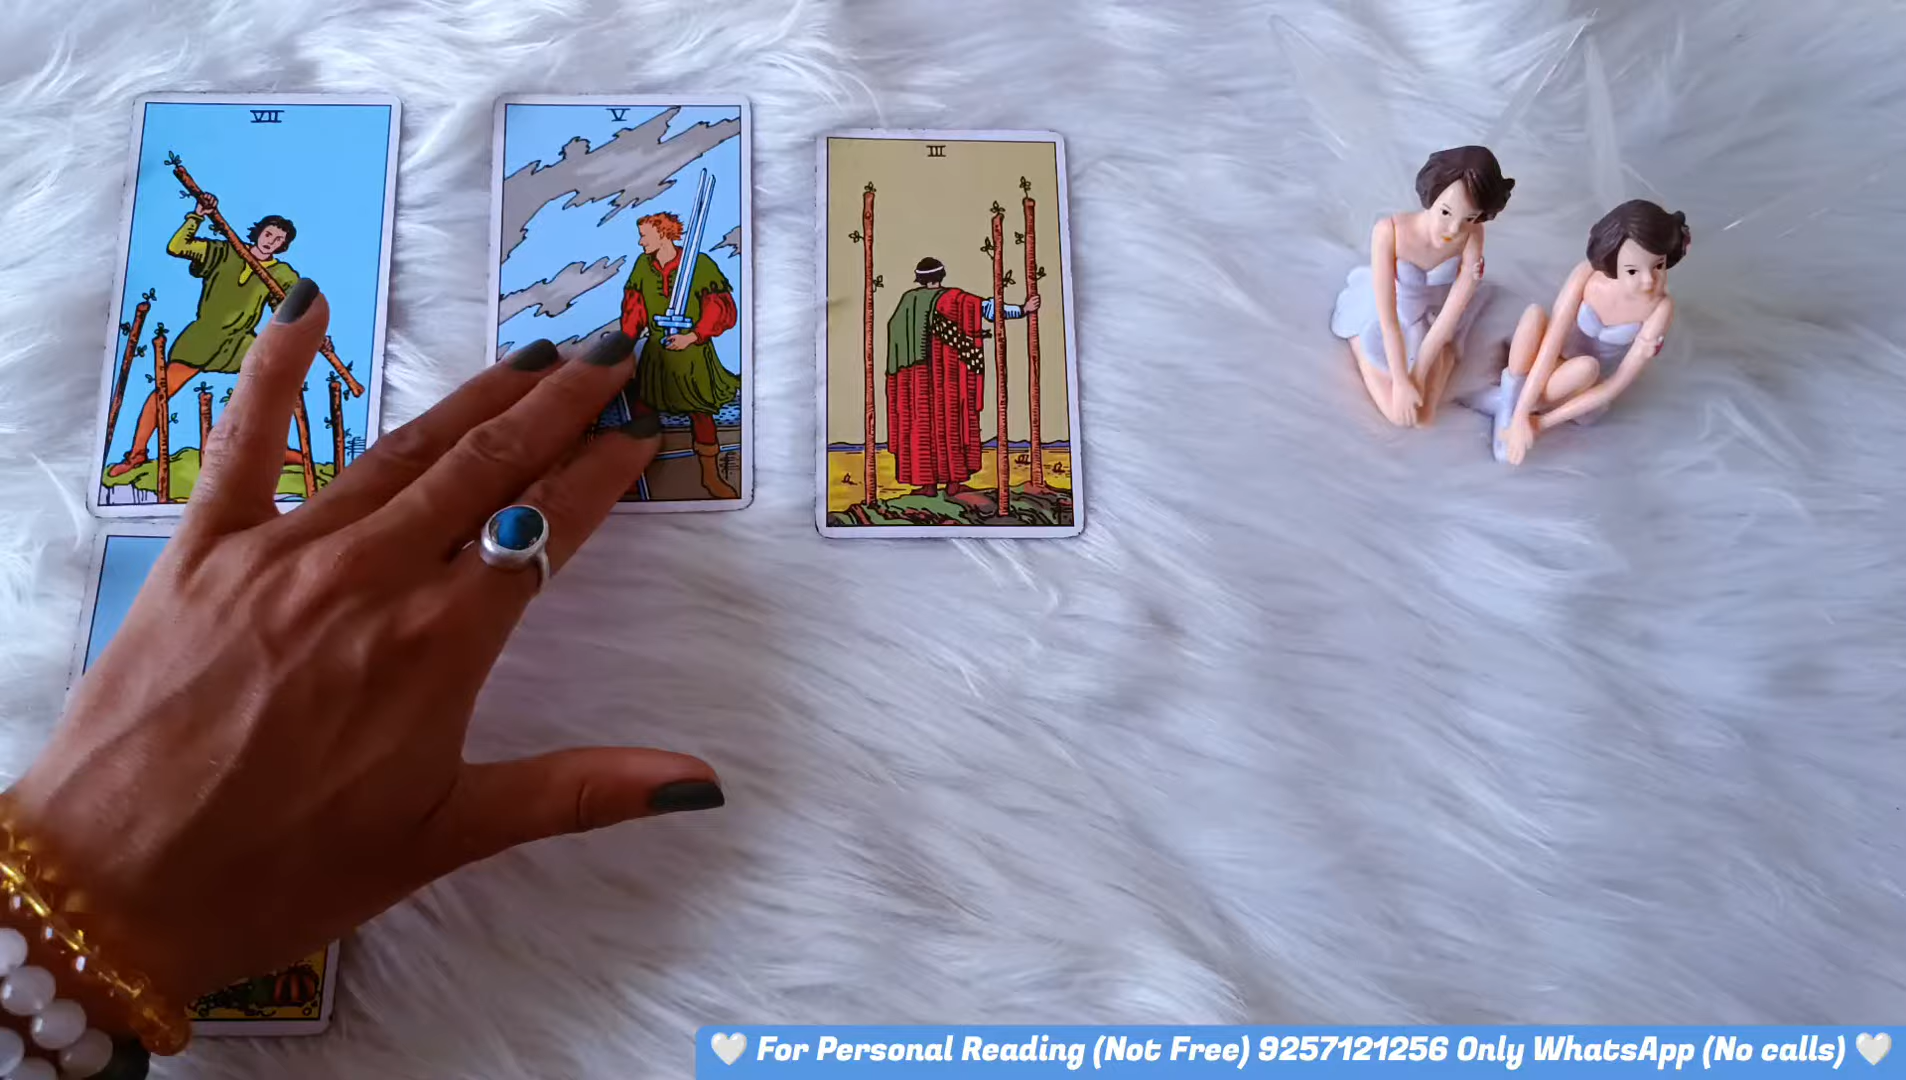 VII
V
III
🤍 For Personal Reading (Not Free) 9257121256 Only WhatsApp (No calls) 🤍